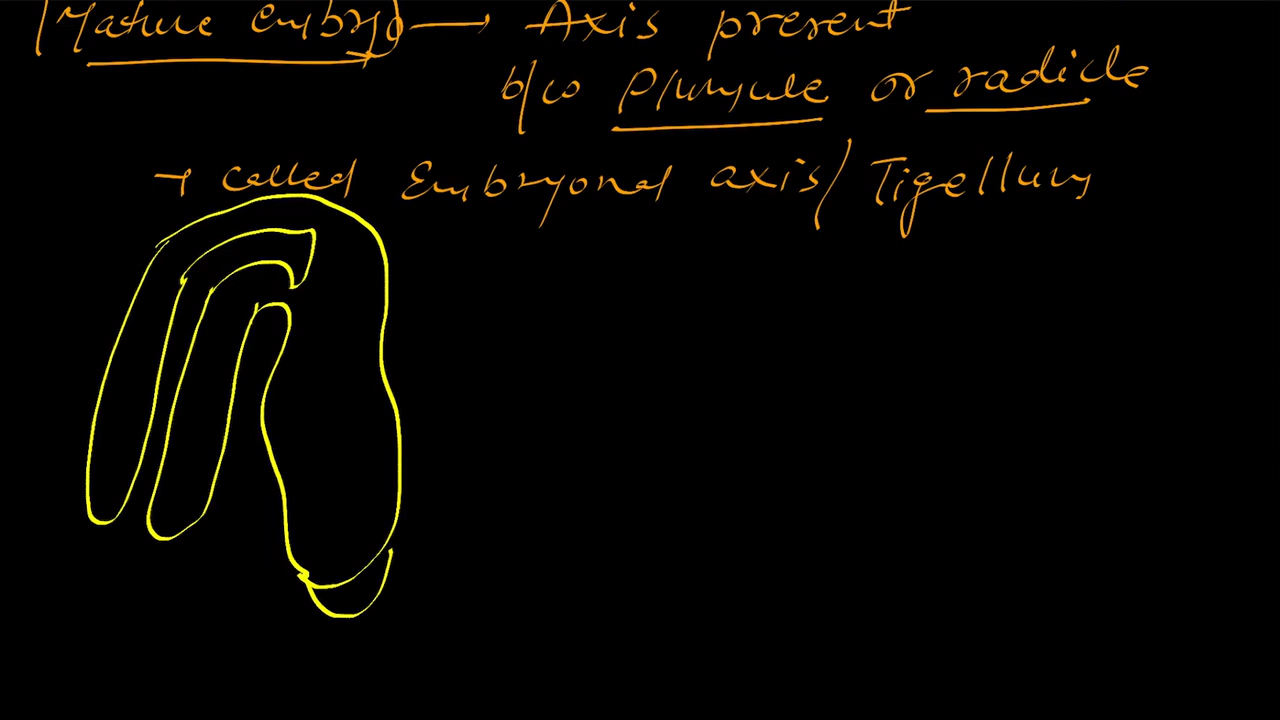 Mature embryo → Axis present
b/w Plumule or radicle
→ called Embryonal axis/Tigellum